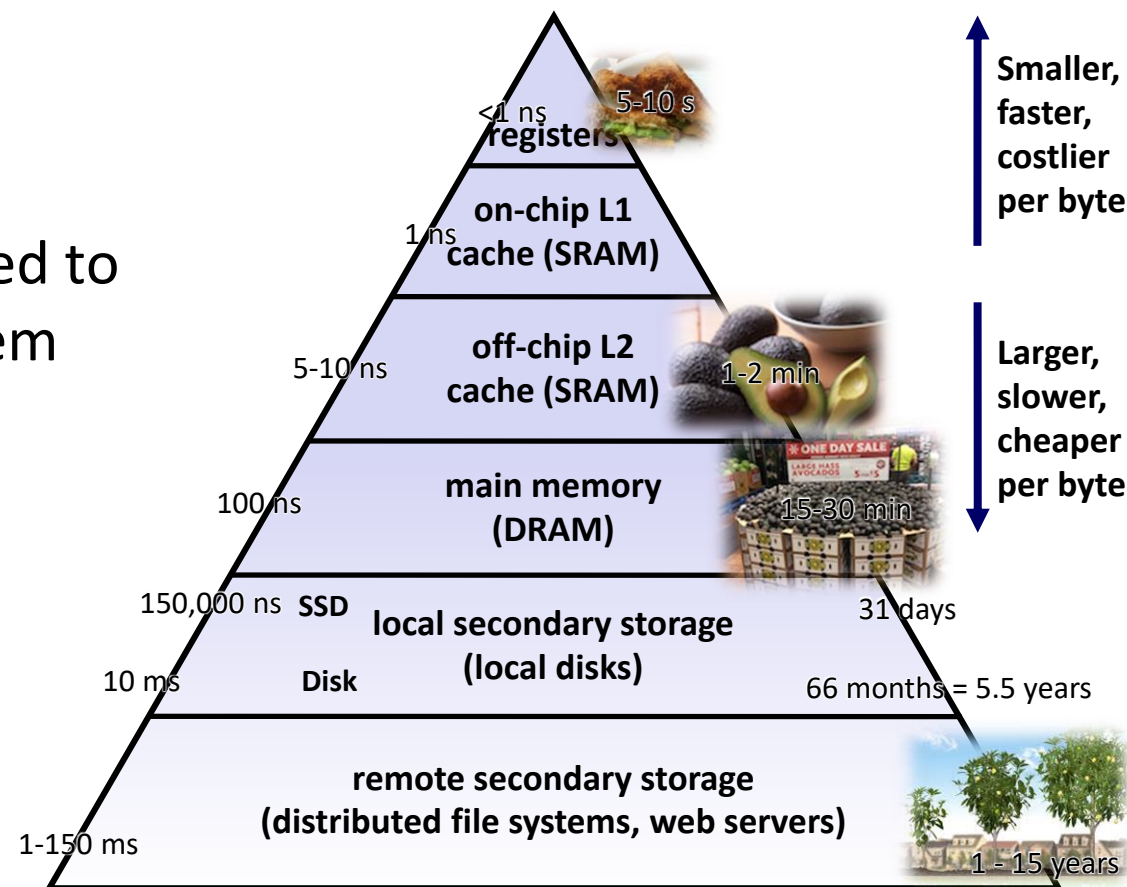 <1 ns
5-10 s
registers
Smaller,
faster,
costlier
per byte
on-chip L1
cache (SRAM)
1 ns
ed to
em
off-chip L2
cache (SRAM)
5-10 ns
1-2 min
Larger,
slower,
cheaper
per byte
ONE DAY SALE
LARGE HASS
AVOCADOS
main memory
(DRAM)
100 ns
15-30 min
150,000 ns SSD
31 days
local secondary storage
(local disks)
10 ms Disk
66 months = 5.5 years
remote secondary storage
(distributed file systems, web servers)
1-150 ms
1 - 15 years